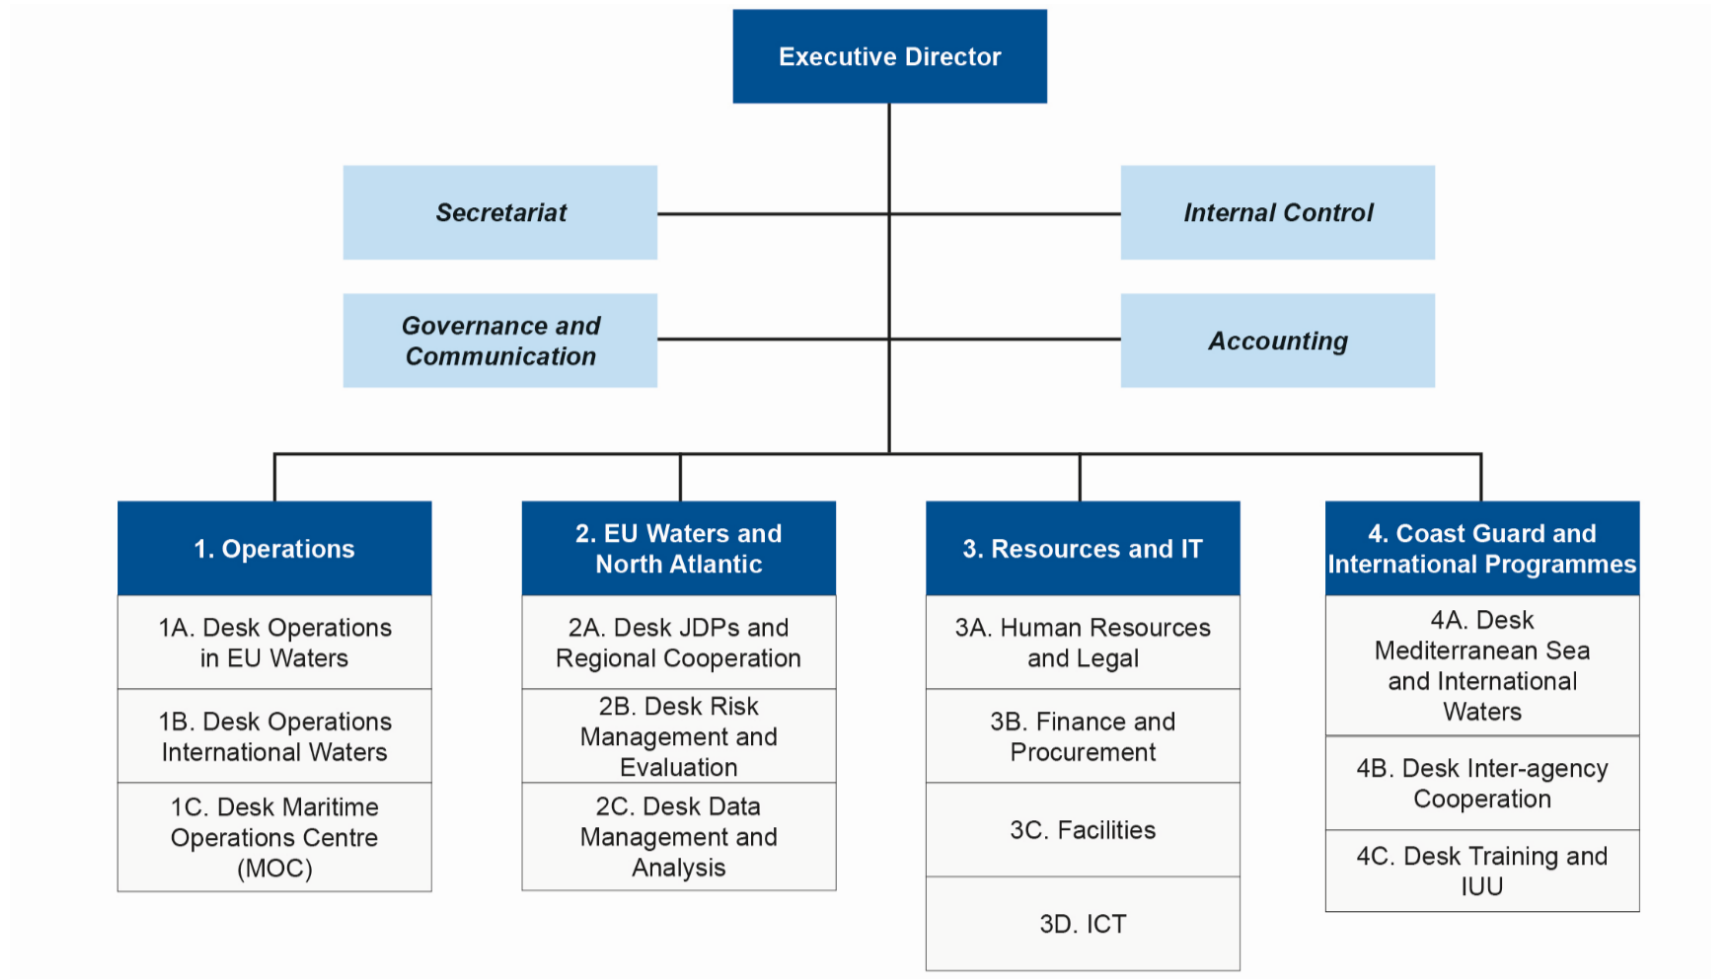 Executive Director
Secretariat
Internal Control
Governance and
Communication
Accounting
1. Operations
1A. Desk Operations
in EU Waters
1B. Desk Operations
International Waters
1C. Desk Maritime
Operations Centre
(MOC)
2. EU Waters and
North Atlantic
2A. Desk JDPs and
Regional Cooperation
2B. Desk Risk
Management and
Evaluation
2C. Desk Data
Management and
Analysis
3. Resources and IT
3A. Human Resources
and Legal
3B. Finance and
Procurement
3C. Facilities
3D. ICT
4. Coast Guard and
International Programmes
4A. Desk
Mediterranean Sea
and International
Waters
4B. Desk Inter-agency
Cooperation
4C. Desk Training and
IUU